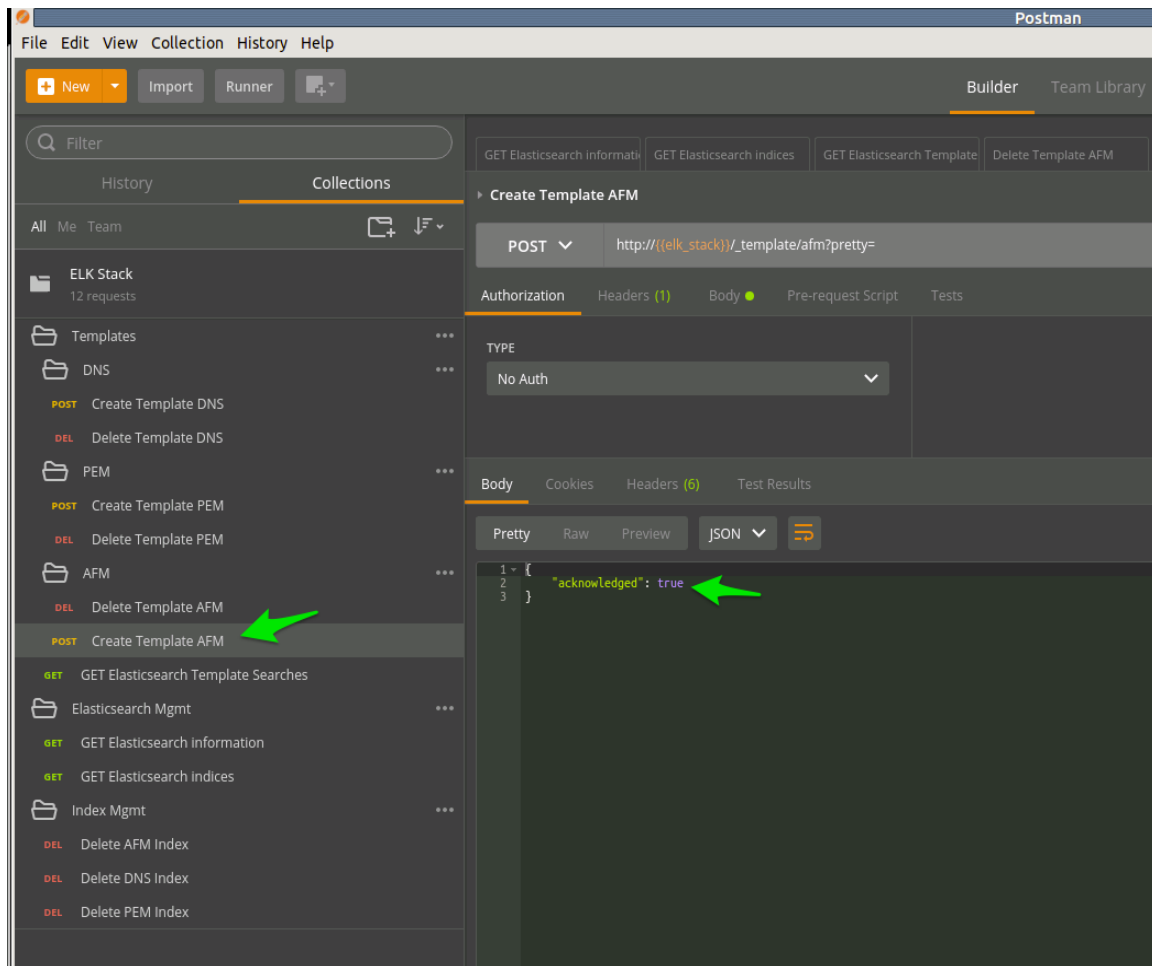 Postman
File Edit View Collection History Help
New Import Runner
Builder Team Library
Filter
History Collections
All Me Team
ELK Stack
12 requests
Templates
DNS
POST Create Template DNS
DEL Delete Template DNS
PEM
POST Create Template PEM
DEL Delete Template PEM
AFM
DEL Delete Template AFM
POST Create Template AFM
GET Elasticsearch Template Searches
Elasticsearch Mgmt
GET Elasticsearch information
GET Elasticsearch indices
Index Mgmt
DEL Delete AFM Index
DEL Delete DNS Index
DEL Delete PEM Index
GET Elasticsearch informati GET Elasticsearch indices GET Elasticsearch Template Delete Template AFM
Create Template AFM
POST http://{{elk_stack}}/_template/afm?pretty=
Authorization Headers (1) Body Pre-request Script Tests
TYPE
No Auth
Body Cookies Headers (6) Test Results
Pretty Raw Preview JSON
1 {
2 "acknowledged": true
3 }